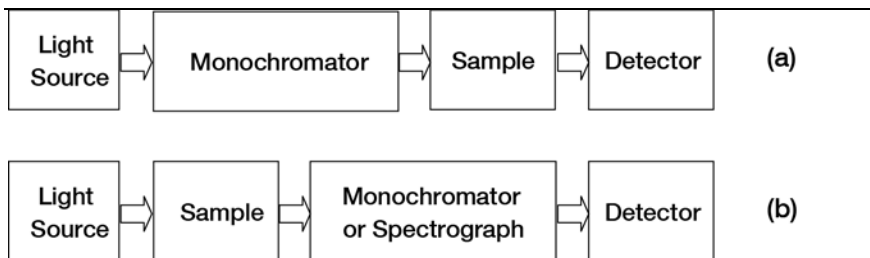 Light
Source
Monochromator
Sample
Detector
(a)
Light
Source
Sample
Monochromator
or Spectrograph
Detector
(b)